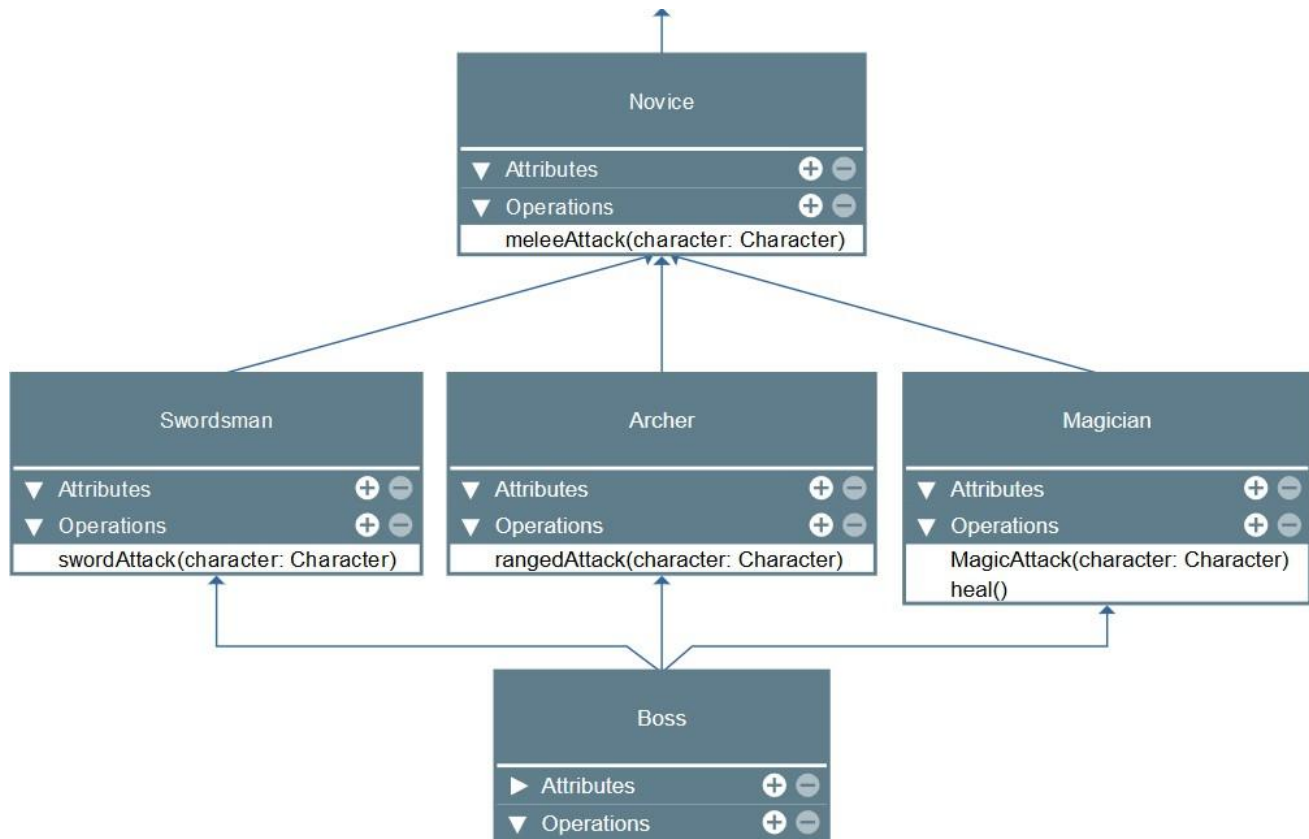 Novice
Attributes
Operations
meleeAttack(character: Character)
Swordsman
Attributes
Operations
swordAttack(character: Character)
Archer
Attributes
Operations
rangedAttack(character: Character)
Magician
Attributes
Operations
MagicAttack(character: Character)
heal()
Boss
Attributes
Operations